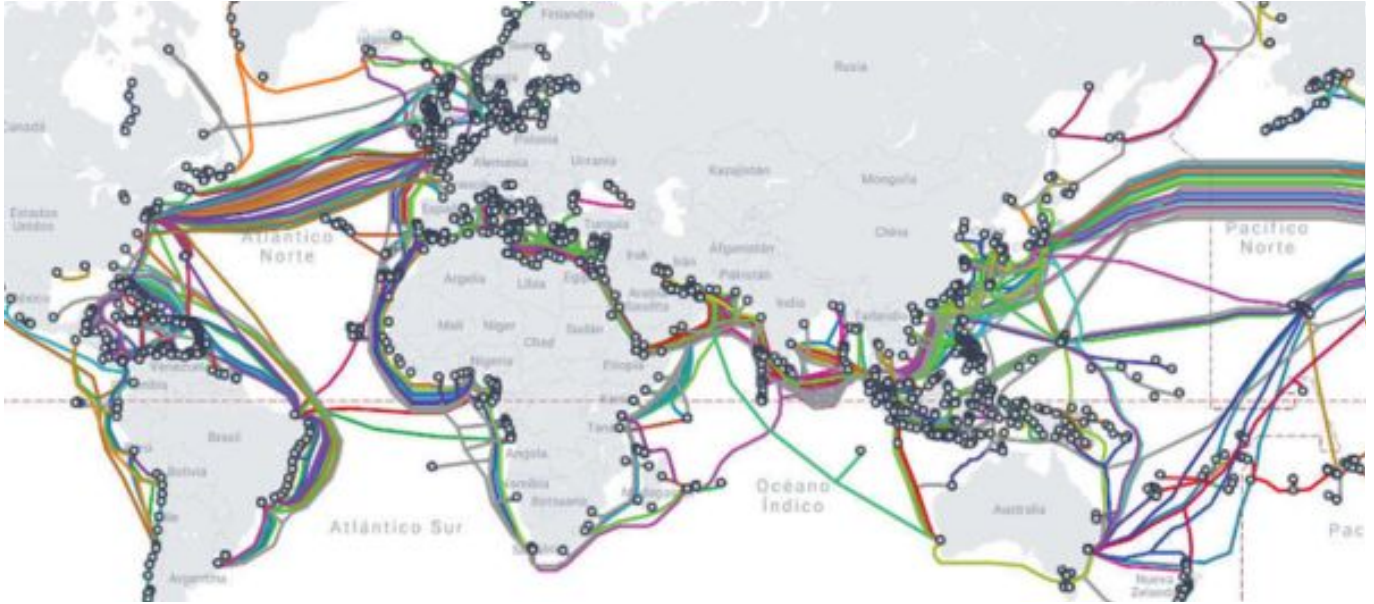 Finlandia
Rusia
Canadá
Polonia
Alemania
Ucrania
Kazajistán
Mongolia
Estados
Unidos
Atlántico
Norte
Pacífico
Norte
Turquía
China
Afganistán
Irak
Irán
Pakistán
Argelia
Libia
Arabia
Saudita
India
México
Malí
Níger
Sudán
Tailandia
Chad
Nigeria
Etiopía
Venezuela
Brasil
Perú
Angola
Bolivia
Namibia
Botsuana
Océano
Índico
Australia
Atlántico Sur
Pac
Argentina
Nueva
Zelanda